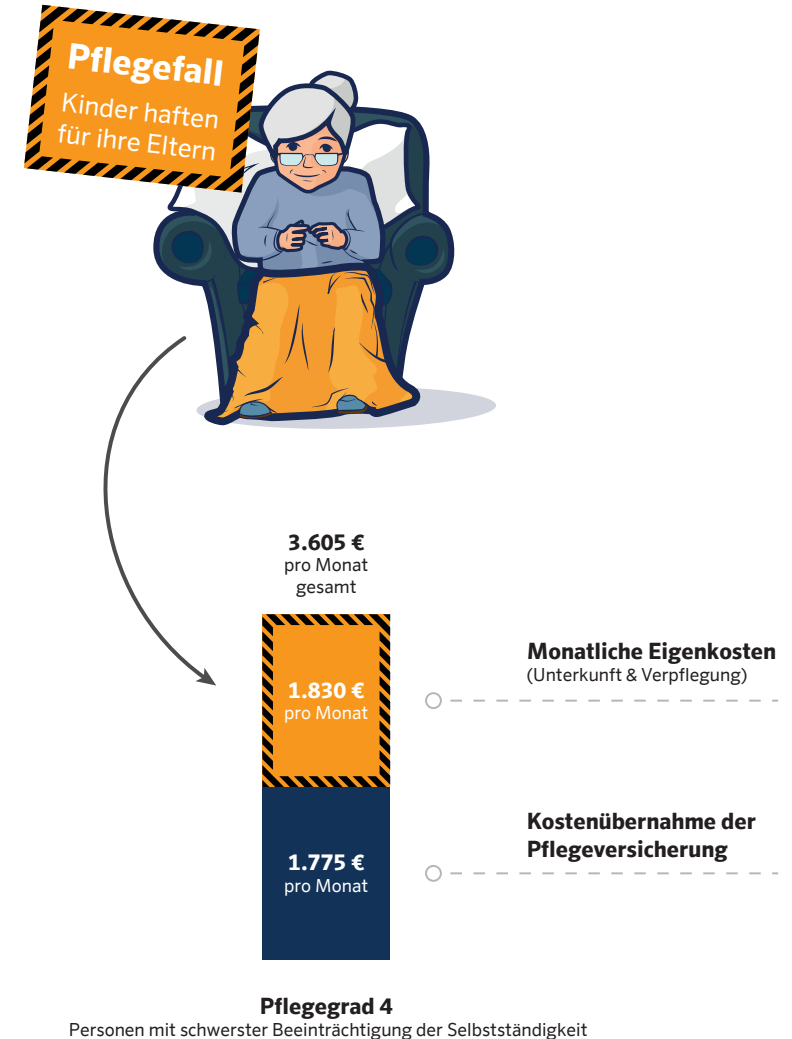 Pflegefall
Kinder haften
für ihre Eltern
3.605 €
pro Monat
gesamt
1.830 €
pro Monat
Monatliche Eigenkosten
(Unterkunft & Verpflegung)
1.775 €
pro Monat
Kostenübernahme der
Pflegeversicherung
Pflegegrad 4
Personen mit schwerster Beeinträchtigung der Selbstständigkeit